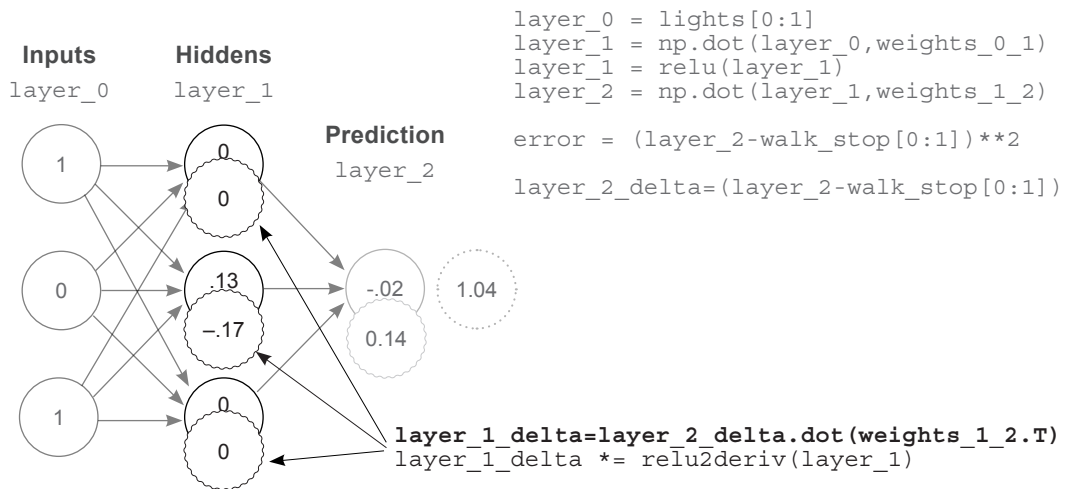 layer_0 = lights[0:1]
layer_1 = np.dot(layer_0,weights_0_1)
layer_1 = relu(layer_1)
layer_2 = np.dot(layer_1,weights_1_2)
error = (layer_2-walk_stop[0:1])**2
layer_2_delta=(layer_2-walk_stop[0:1])
Inputs
layer_0
Hiddens
layer_1
Prediction
layer_2
1
0
1
0
0
.13
–.17
0
0
-.02
0.14
1.04
layer_1_delta=layer_2_delta.dot(weights_1_2.T)
layer_1_delta *= relu2deriv(layer_1)